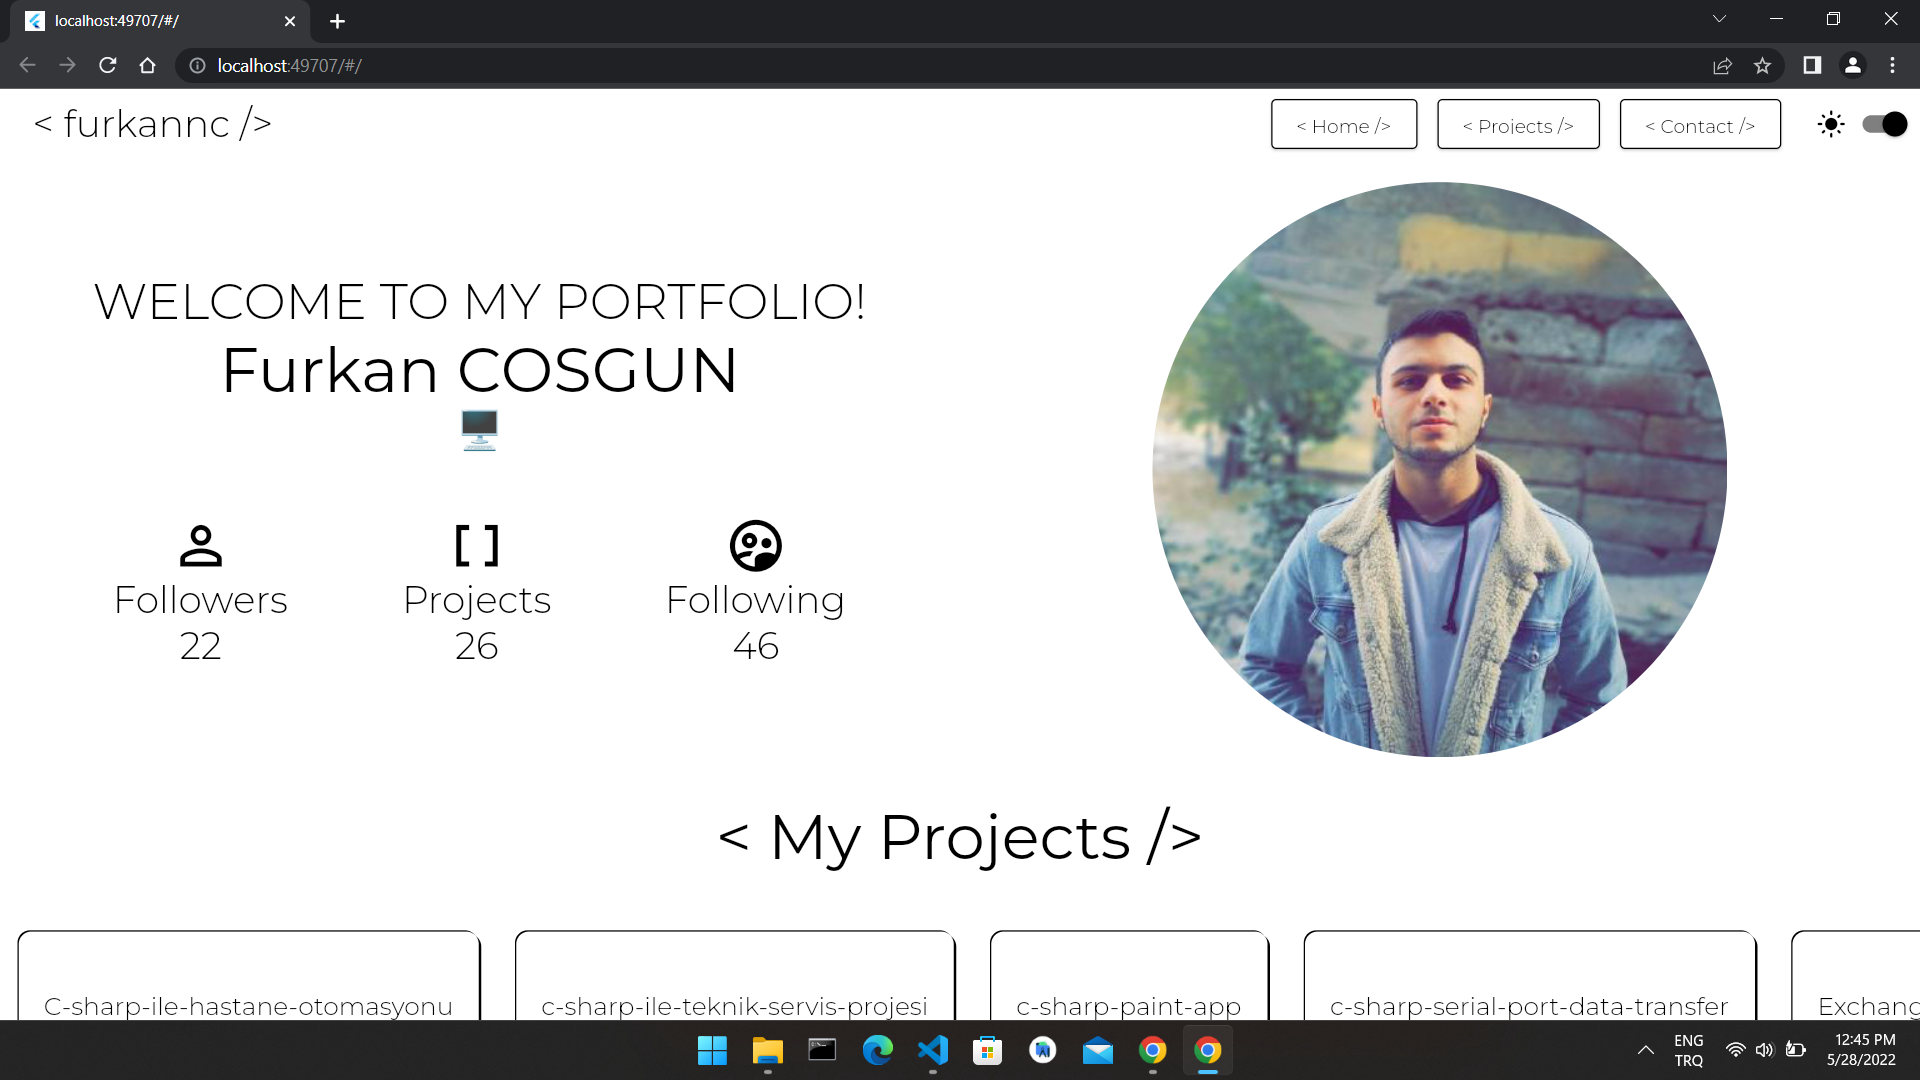 localhost:49707/#/
localhost:49707/#/
< furkannc />
< Home />
< Projects />
< Contact />
WELCOME TO MY PORTFOLIO!
Furkan COSGUN
Followers
22
Projects
26
Following
46
< My Projects />
C-sharp-ile-hastane-otomasyonu
c-sharp-ile-teknik-servis-projesi
c-sharp-paint-app
c-sharp-serial-port-data-transfer
Exchang
ENG
TRQ
12:45 PM
5/28/2022